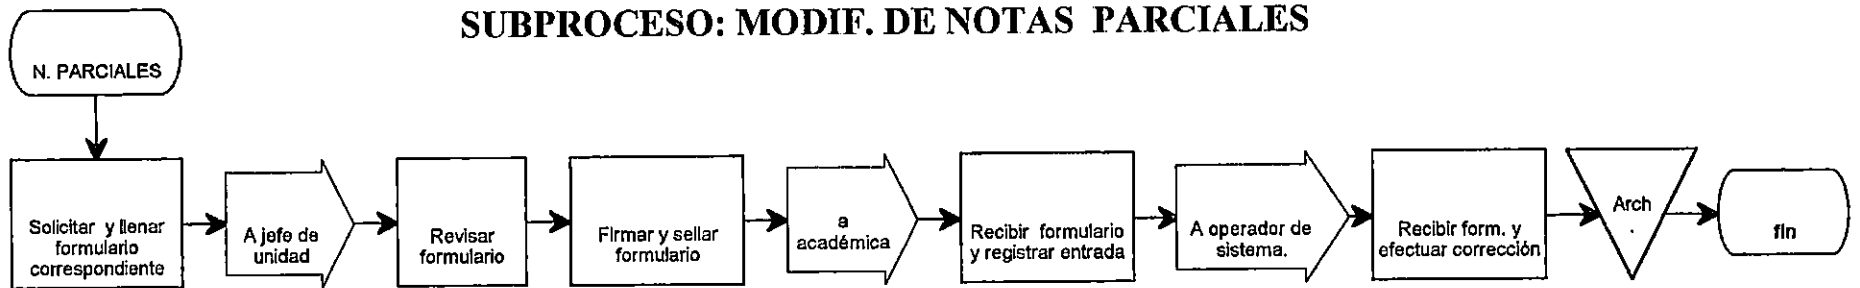 SUBPROCESO: MODIF. DE NOTAS PARCIALES
N. PARCIALES
Solicitar y llenar
formulario
correspondiente
A jefe de
unidad
Revisar
formulario
Firmar y sellar
formulario
a
académica
Recibir formulario
y registrar entrada
A operador de
sistema.
Recibir form. y
efectuar corrección
Arch
.
fin